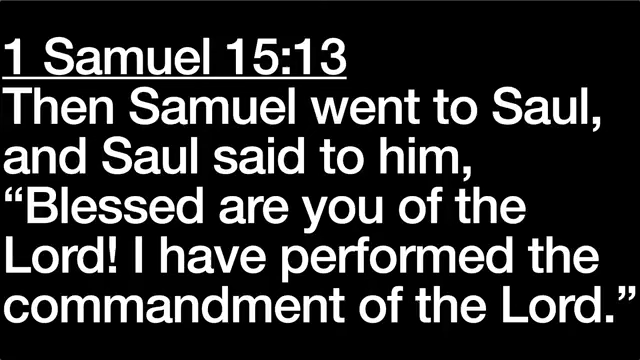 1 Samuel 15:13
Then Samuel went to Saul,
and Saul said to him,
“Blessed are you of the
Lord! I have performed the
commandment of the Lord.”